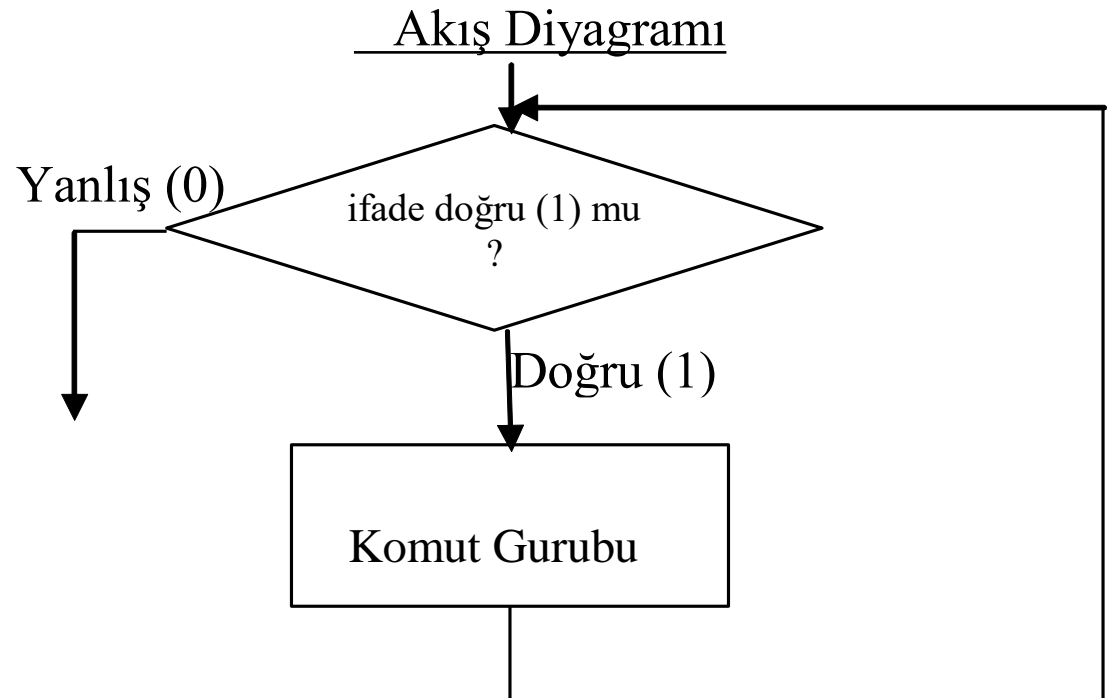 Akış Diyagramı
Yanlış (0)
ifade doğru (1) mu
?
Doğru (1)
Komut Gurubu